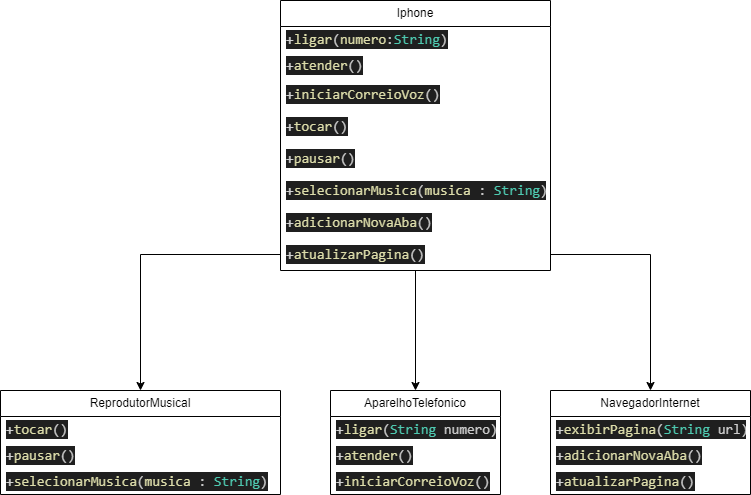 Iphone
+ligar(numero:String)
+atender()
+iniciarCorreioVoz()
+tocar()
+pausar()
+selecionarMusica(musica : String)
+adicionarNovaAba()
+atualizarPagina()
ReprodutorMusical
+tocar()
+pausar()
+selecionarMusica(musica : String)
AparelhoTelefonico
+ligar(String numero)
+atender()
+iniciarCorreioVoz()
NavegadorInternet
+exibirPagina(String url)
+adicionarNovaAba()
+atualizarPagina()